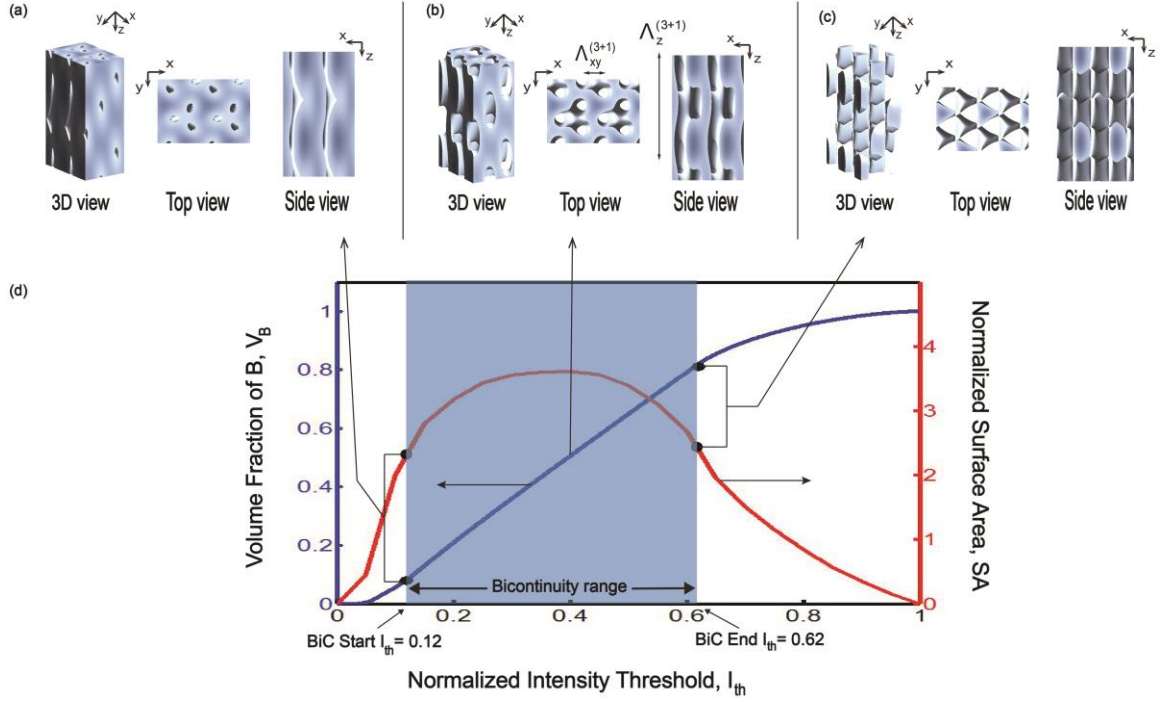 (a)
y x
z
x
y
x
z
3D view
Top view
Side view
(b)
y x
z
x
y
Λxy(3+1)
Λz(3+1)
x
z
3D view
Top view
Side view
(c)
y x
z
x
y
x
z
3D view
Top view
Side view
(d)
Volume Fraction of B, VB
1
0.8
0.6
0.4
0.2
0
Normalized Surface Area, SA
4
3
2
1
0
Bicontinuity range
0 0.2 0.4 0.6 0.8 1
BiC Start Ith= 0.12
BiC End Ith= 0.62
Normalized Intensity Threshold, Ith